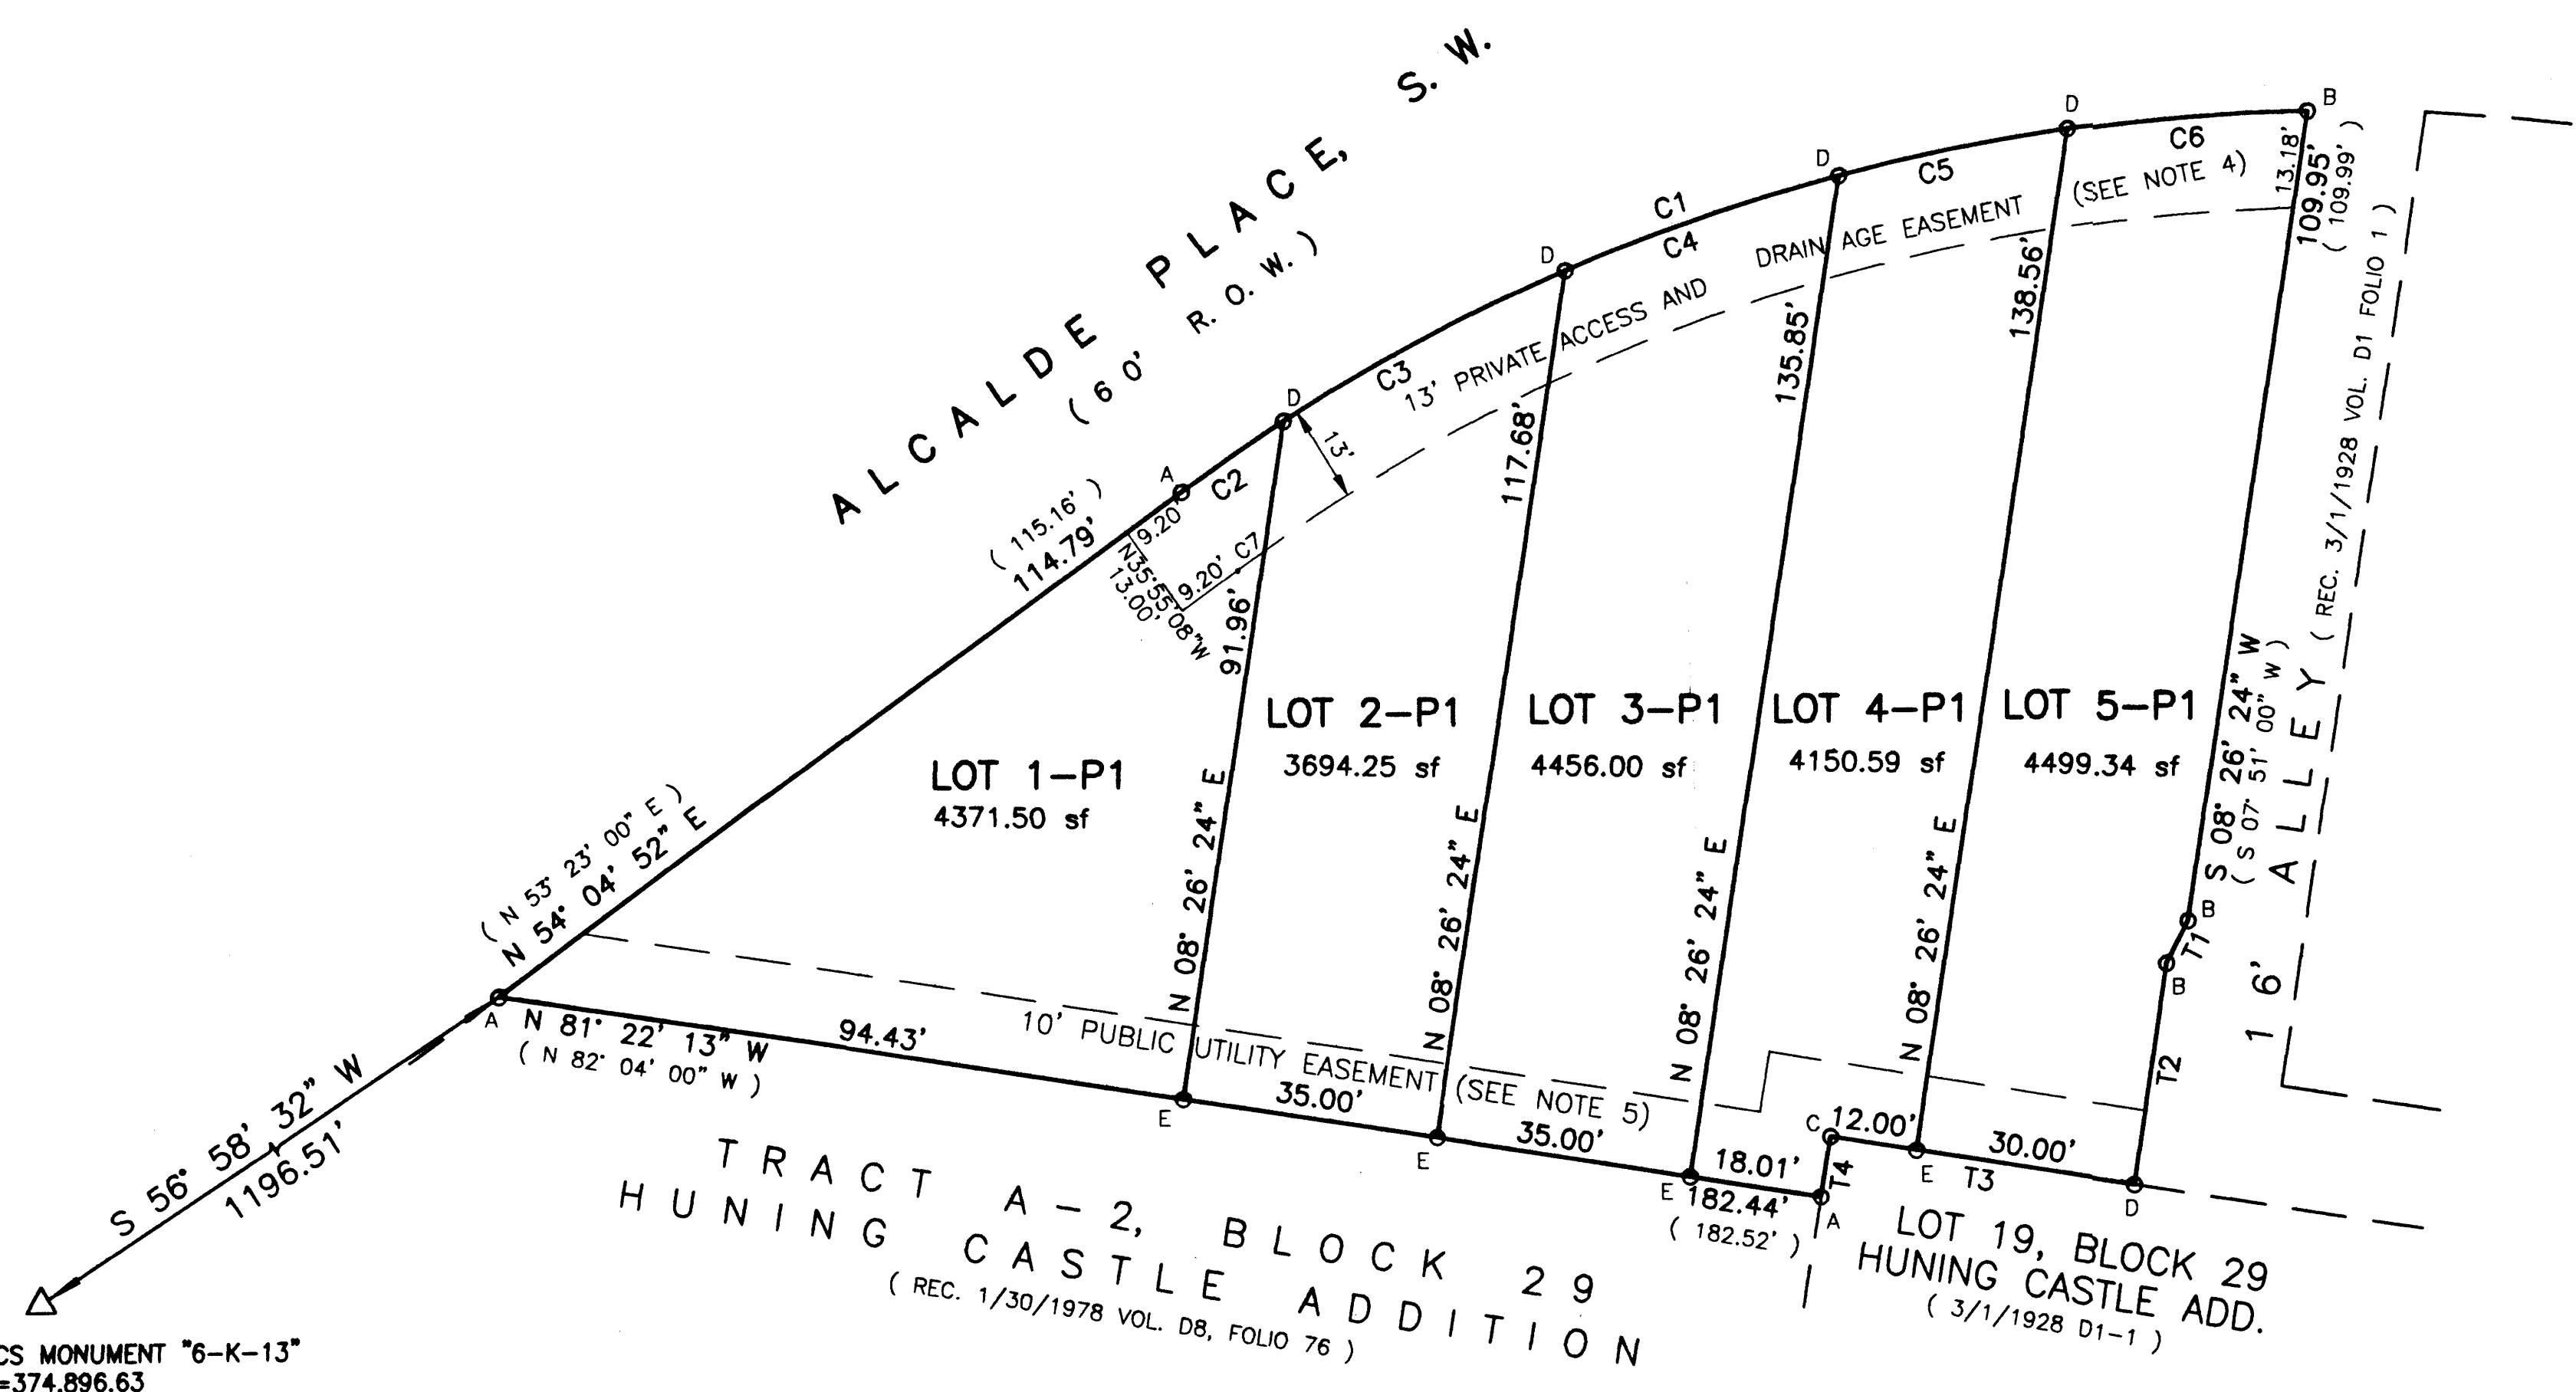 ALCALDE PLACE, S. W.
( 60' R. O. W. )
B
D
C6
13.18'
109.95'
( 109.99' )
D
C5
(SEE NOTE 4)
C1
C4
D
13' PRIVATE ACCESS AND DRAINAGE EASEMENT
C3
D
13'
A
C2
( 115.16' )
114.79'
9.20'
9.20' C7
N35°55'08"W
13.00'
91.96'
117.68'
135.85'
138.56'
16' ALLEY ( REC. 3/1/1928 VOL. D1 FOLIO 1 )
S 08° 26' 24" W
( S 07° 51' 00" W )
LOT 1-P1
4371.50 sf
LOT 2-P1
3694.25 sf
LOT 3-P1
4456.00 sf
LOT 4-P1
4150.59 sf
LOT 5-P1
4499.34 sf
( N 53° 23' 00" E )
N 54° 04' 52" E
N 08° 26' 24" E
N 08° 26' 24" E
N 08° 26' 24" E
N 08° 26' 24" E
B
T1
B
T2
A
N 81° 22' 13" W
( N 82° 04' 00" W )
94.43'
10' PUBLIC UTILITY EASEMENT (SEE NOTE 5)
E
35.00'
E
35.00'
E
18.01'
182.44'
( 182.52' )
A
T4
C
12.00'
E
T3
30.00'
D
S 56° 58' 32" W
1196.51'
TRACT A-2, BLOCK 29
HUNING CASTLE ADDITION
( REC. 1/30/1978 VOL. D8, FOLIO 76 )
LOT 19, BLOCK 29
HUNING CASTLE ADD.
( 3/1/1928 D1-1 )
CS MONUMENT "6-K-13"
=374,896.63